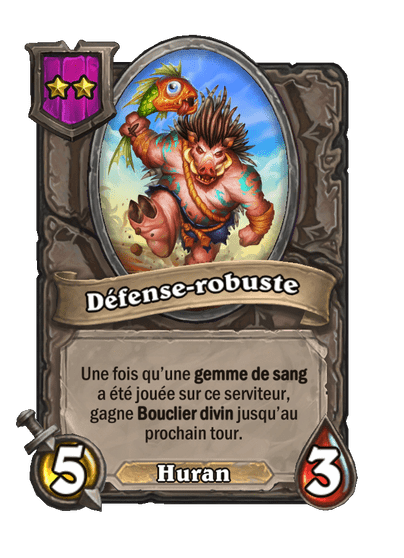 Défense-robuste
Une fois qu'une gemme de sang
a été jouée sur ce serviteur,
gagne Bouclier divin jusqu'au
prochain tour.
5
Huran
3